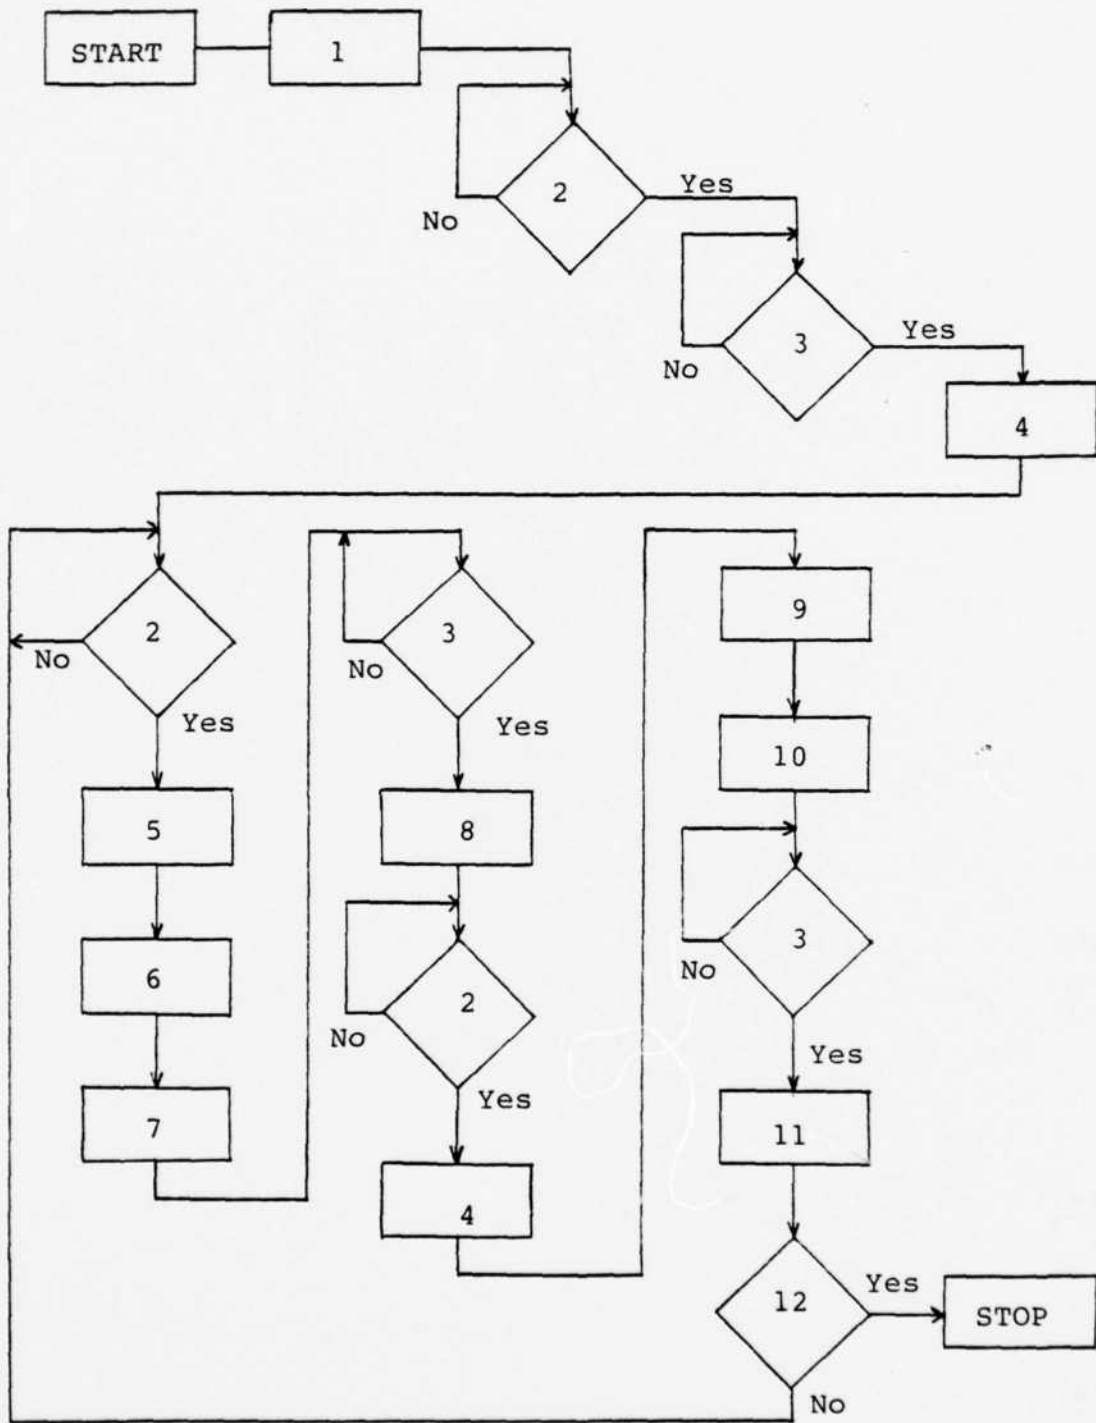 START
1
2
Yes
No
3
Yes
No
4
2
No
Yes
5
6
7
3
No
Yes
8
2
No
Yes
4
9
10
3
No
Yes
11
12
Yes
STOP
No